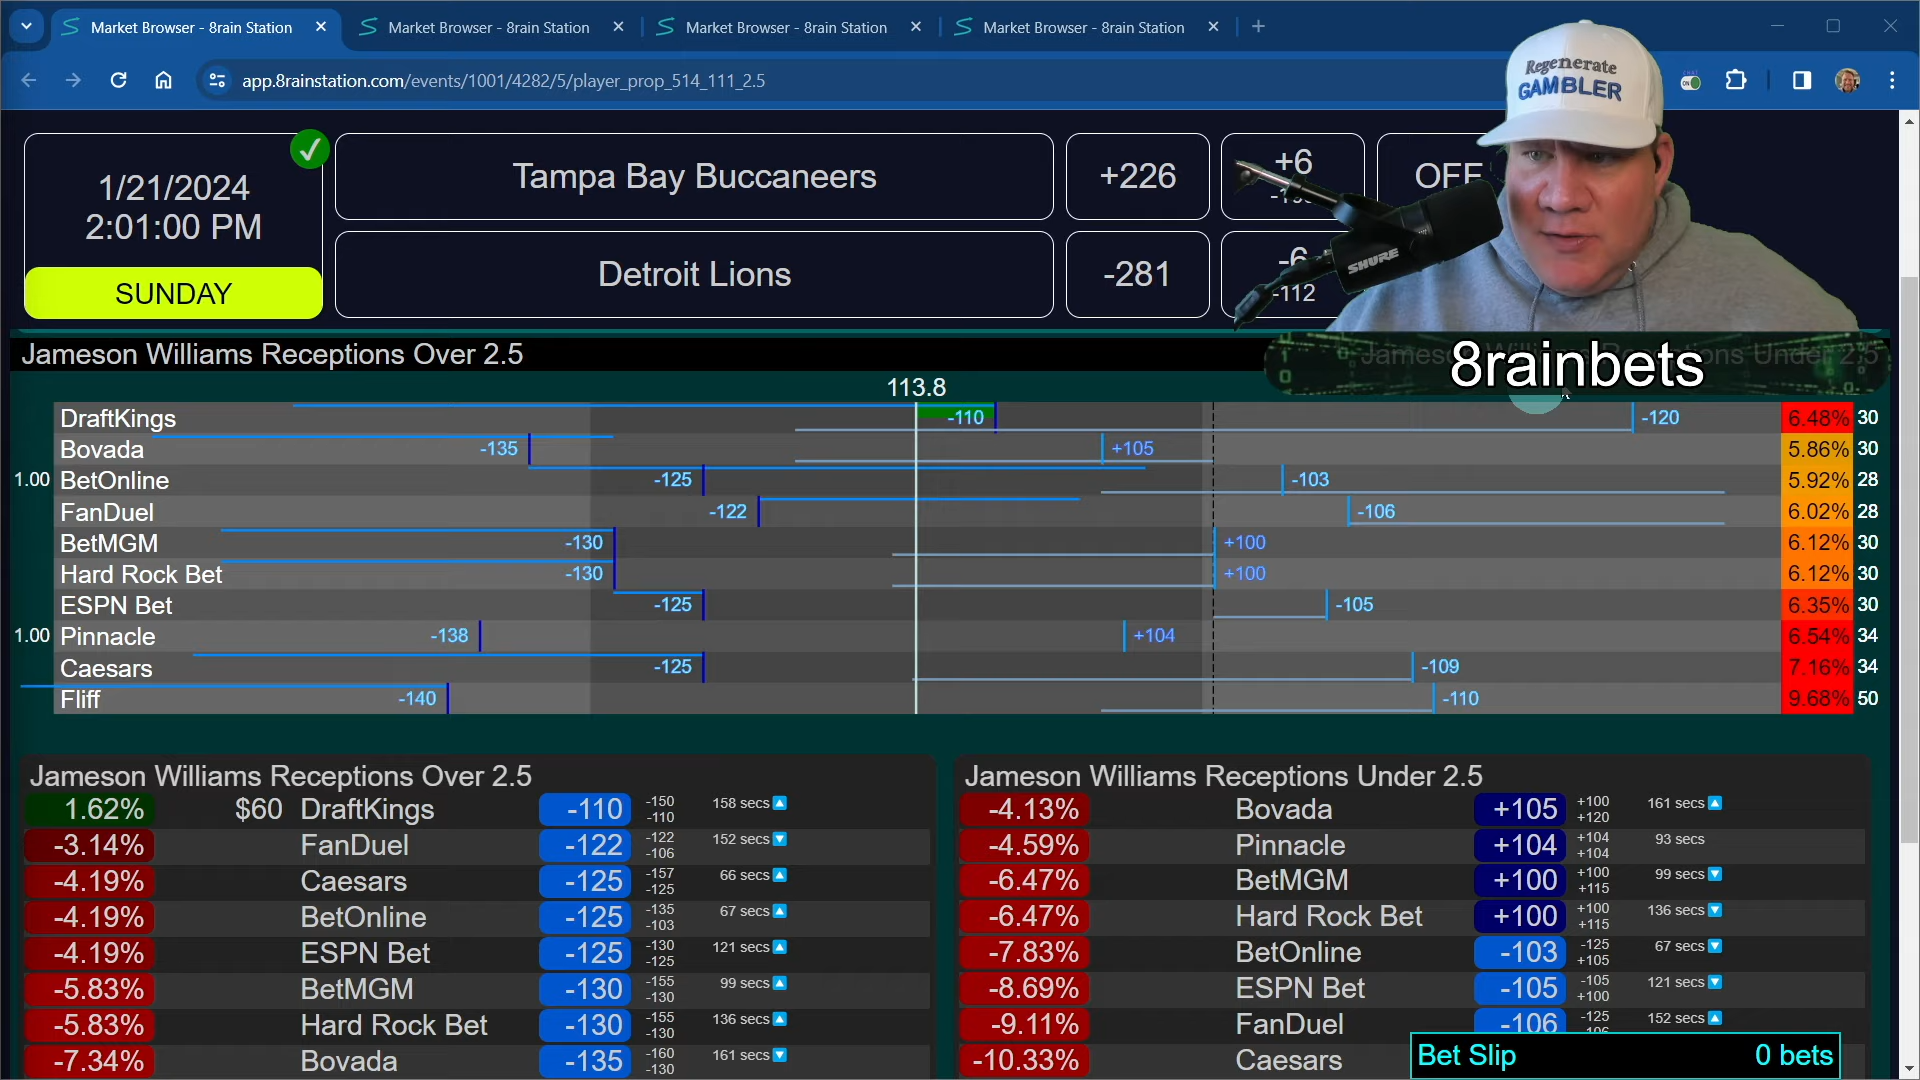 Market Browser - 8rain Station
Market Browser - 8rain Station
Market Browser - 8rain Station
Market Browser - 8rain Station
app.8rainstation.com/events/1001/4282/5/player_prop_514_111_2.5
Regenerate
GAMBLER
SHURE
1/21/2024
2:01:00 PM
SUNDAY
Tampa Bay Buccaneers +226 +6 OFF
Detroit Lions -281 -6
-112
Jameson Williams Receptions Over 2.5 Jameson Williams Receptions Under 2.5
8rainbets
113.8
DraftKings -110 -120 6.48% 30
Bovada -135 +105 5.86% 30
1.00 BetOnline -125 -103 5.92% 28
FanDuel -122 -106 6.02% 28
BetMGM -130 +100 6.12% 30
Hard Rock Bet -130 +100 6.12% 30
ESPN Bet -125 -105 6.35% 30
1.00 Pinnacle -138 +104 6.54% 34
Caesars -125 -109 7.16% 34
Fliff -140 -110 9.68% 50
Jameson Williams Receptions Over 2.5
1.62% $60 DraftKings -110 -150 -110 158 secs
-3.14% FanDuel -122 -122 -106 152 secs
-4.19% Caesars -125 -157 -125 66 secs
-4.19% BetOnline -125 -135 -103 67 secs
-4.19% ESPN Bet -125 -130 -125 121 secs
-5.83% BetMGM -130 -155 -130 99 secs
-5.83% Hard Rock Bet -130 -155 -130 136 secs
-7.34% Bovada -135 -160 -130 161 secs
Jameson Williams Receptions Under 2.5
-4.13% Bovada +105 +100 +120 161 secs
-4.59% Pinnacle +104 +104 +104 93 secs
-6.47% BetMGM +100 +100 +115 99 secs
-6.47% Hard Rock Bet +100 +100 +115 136 secs
-7.83% BetOnline -103 -125 +105 67 secs
-8.69% ESPN Bet -105 -105 +100 121 secs
-9.11% FanDuel -106 -125 152 secs
-10.33% Caesars
Bet Slip 0 bets